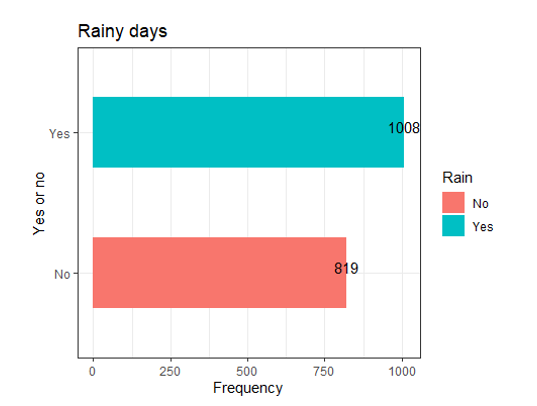 Rainy days
Yes
1008
No
819
Yes or no
0 250 500 750 1000
Frequency
Rain
No
Yes